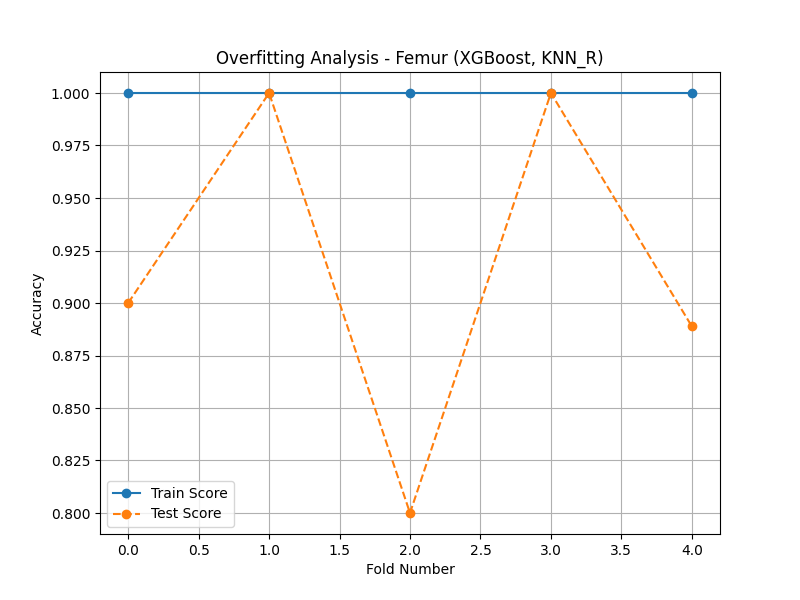 Overfitting Analysis - Femur (XGBoost, KNN_R)
Accuracy
1.000
0.975
0.950
0.925
0.900
0.875
0.850
0.825
0.800
Train Score
Test Score
0.0 0.5 1.0 1.5 2.0 2.5 3.0 3.5 4.0
Fold Number